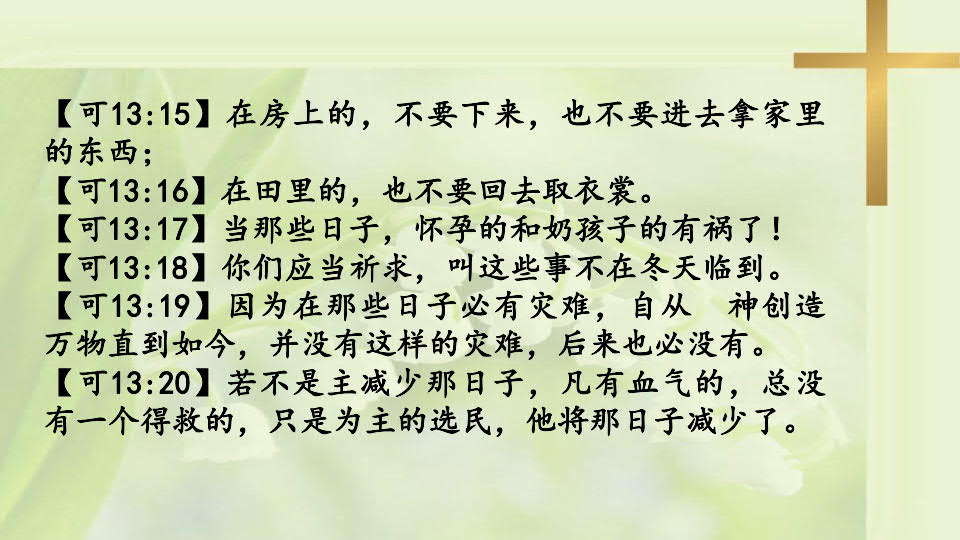 【可13:15】在房上的，不要下来，也不要进去拿家里
的东西；
【可13:16】在田里的，也不要回去取衣裳。
【可13:17】当那些日子，怀孕的和奶孩子的有祸了！
【可13:18】你们应当祈求，叫这些事不在冬天临到。
【可13:19】因为在那些日子必有灾难，自从　神创造
万物直到如今，并没有这样的灾难，后来也必没有。
【可13:20】若不是主减少那日子，凡有血气的，总没
有一个得救的，只是为主的选民，他将那日子减少了。